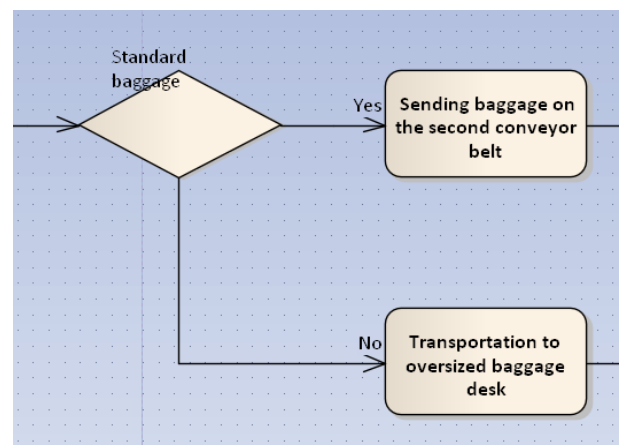 Standard
baggage
Yes
Sending baggage on
the second conveyor
belt
No
Transportation to
oversized baggage
desk